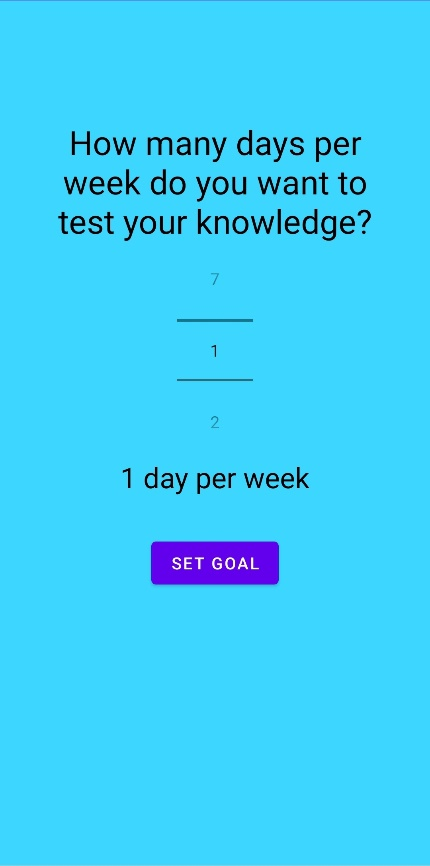 How many days per
week do you want to
test your knowledge?
7
1
2
1 day per week
SET GOAL